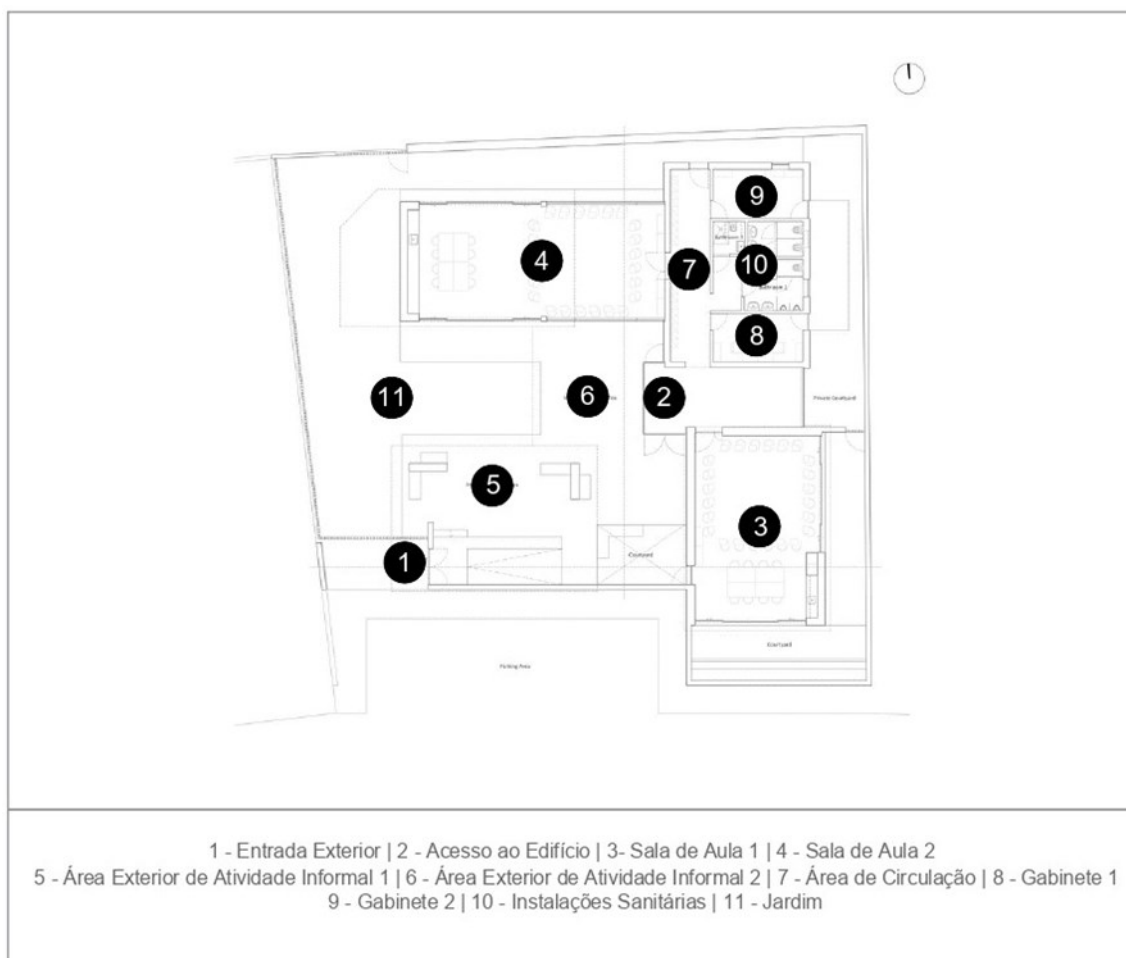 9
4
7
10
8
11
6
2
Private Courtyard
5
3
1
Courtyard
Courtyard
Parking Area
1 - Entrada Exterior | 2 - Acesso ao Edifício | 3- Sala de Aula 1 | 4 - Sala de Aula 2
5 - Área Exterior de Atividade Informal 1 | 6 - Área Exterior de Atividade Informal 2 | 7 - Área de Circulação | 8 - Gabinete 1
9 - Gabinete 2 | 10 - Instalações Sanitárias | 11 - Jardim